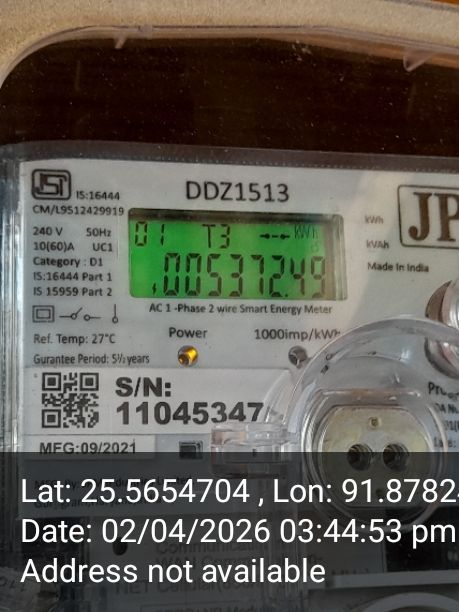 DDZ1513
IS:16444
CM/L9512429919
240 V 50Hz
10(60)A UC1
Category : D1
IS:16444 Part 1
IS 15959 Part 2
01 T3 kWh
00537249
kWh
kVAh
JP
Made in India
AC 1 -Phase 2 wire Smart Energy Meter
Ref. Temp: 27°C
Power 1000imp/kWh
Gurantee Period: 5½ years
S/N:
11045347
MFG:09/2021
Lat: 25.5654704 , Lon: 91.8782
Date: 02/04/2026 03:44:53 pm
Address not available